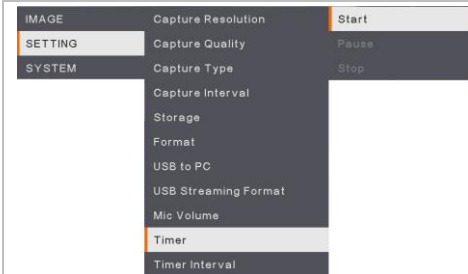 IMAGE
SETTING
SYSTEM
Capture Resolution
Capture Quality
Capture Type
Capture Interval
Storage
Format
USB to PC
USB Streaming Format
Mic Volume
Timer
Timer Interval
Start
Pause
Stop